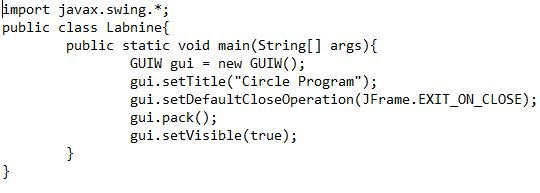 import javax.swing.*;
public class Labnine{
        public static void main(String[] args){
                GUIW gui = new GUIW();
                gui.setTitle("Circle Program");
                gui.setDefaultCloseOperation(JFrame.EXIT_ON_CLOSE);
                gui.pack();
                gui.setVisible(true);
        }
}